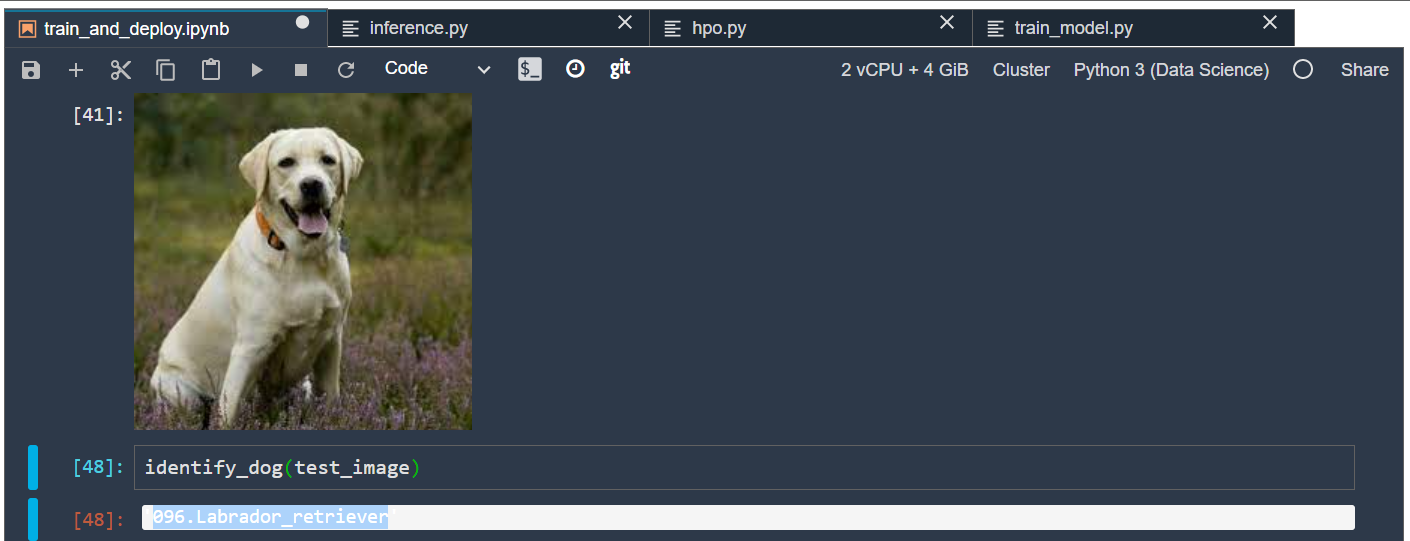 train_and_deploy.ipynb inference.py hpo.py train_model.py
Code $_ git 2 vCPU + 4 GiB Cluster Python 3 (Data Science) Share
[41]:
[48]: identify_dog(test_image)
[48]: '096.Labrador_retriever'